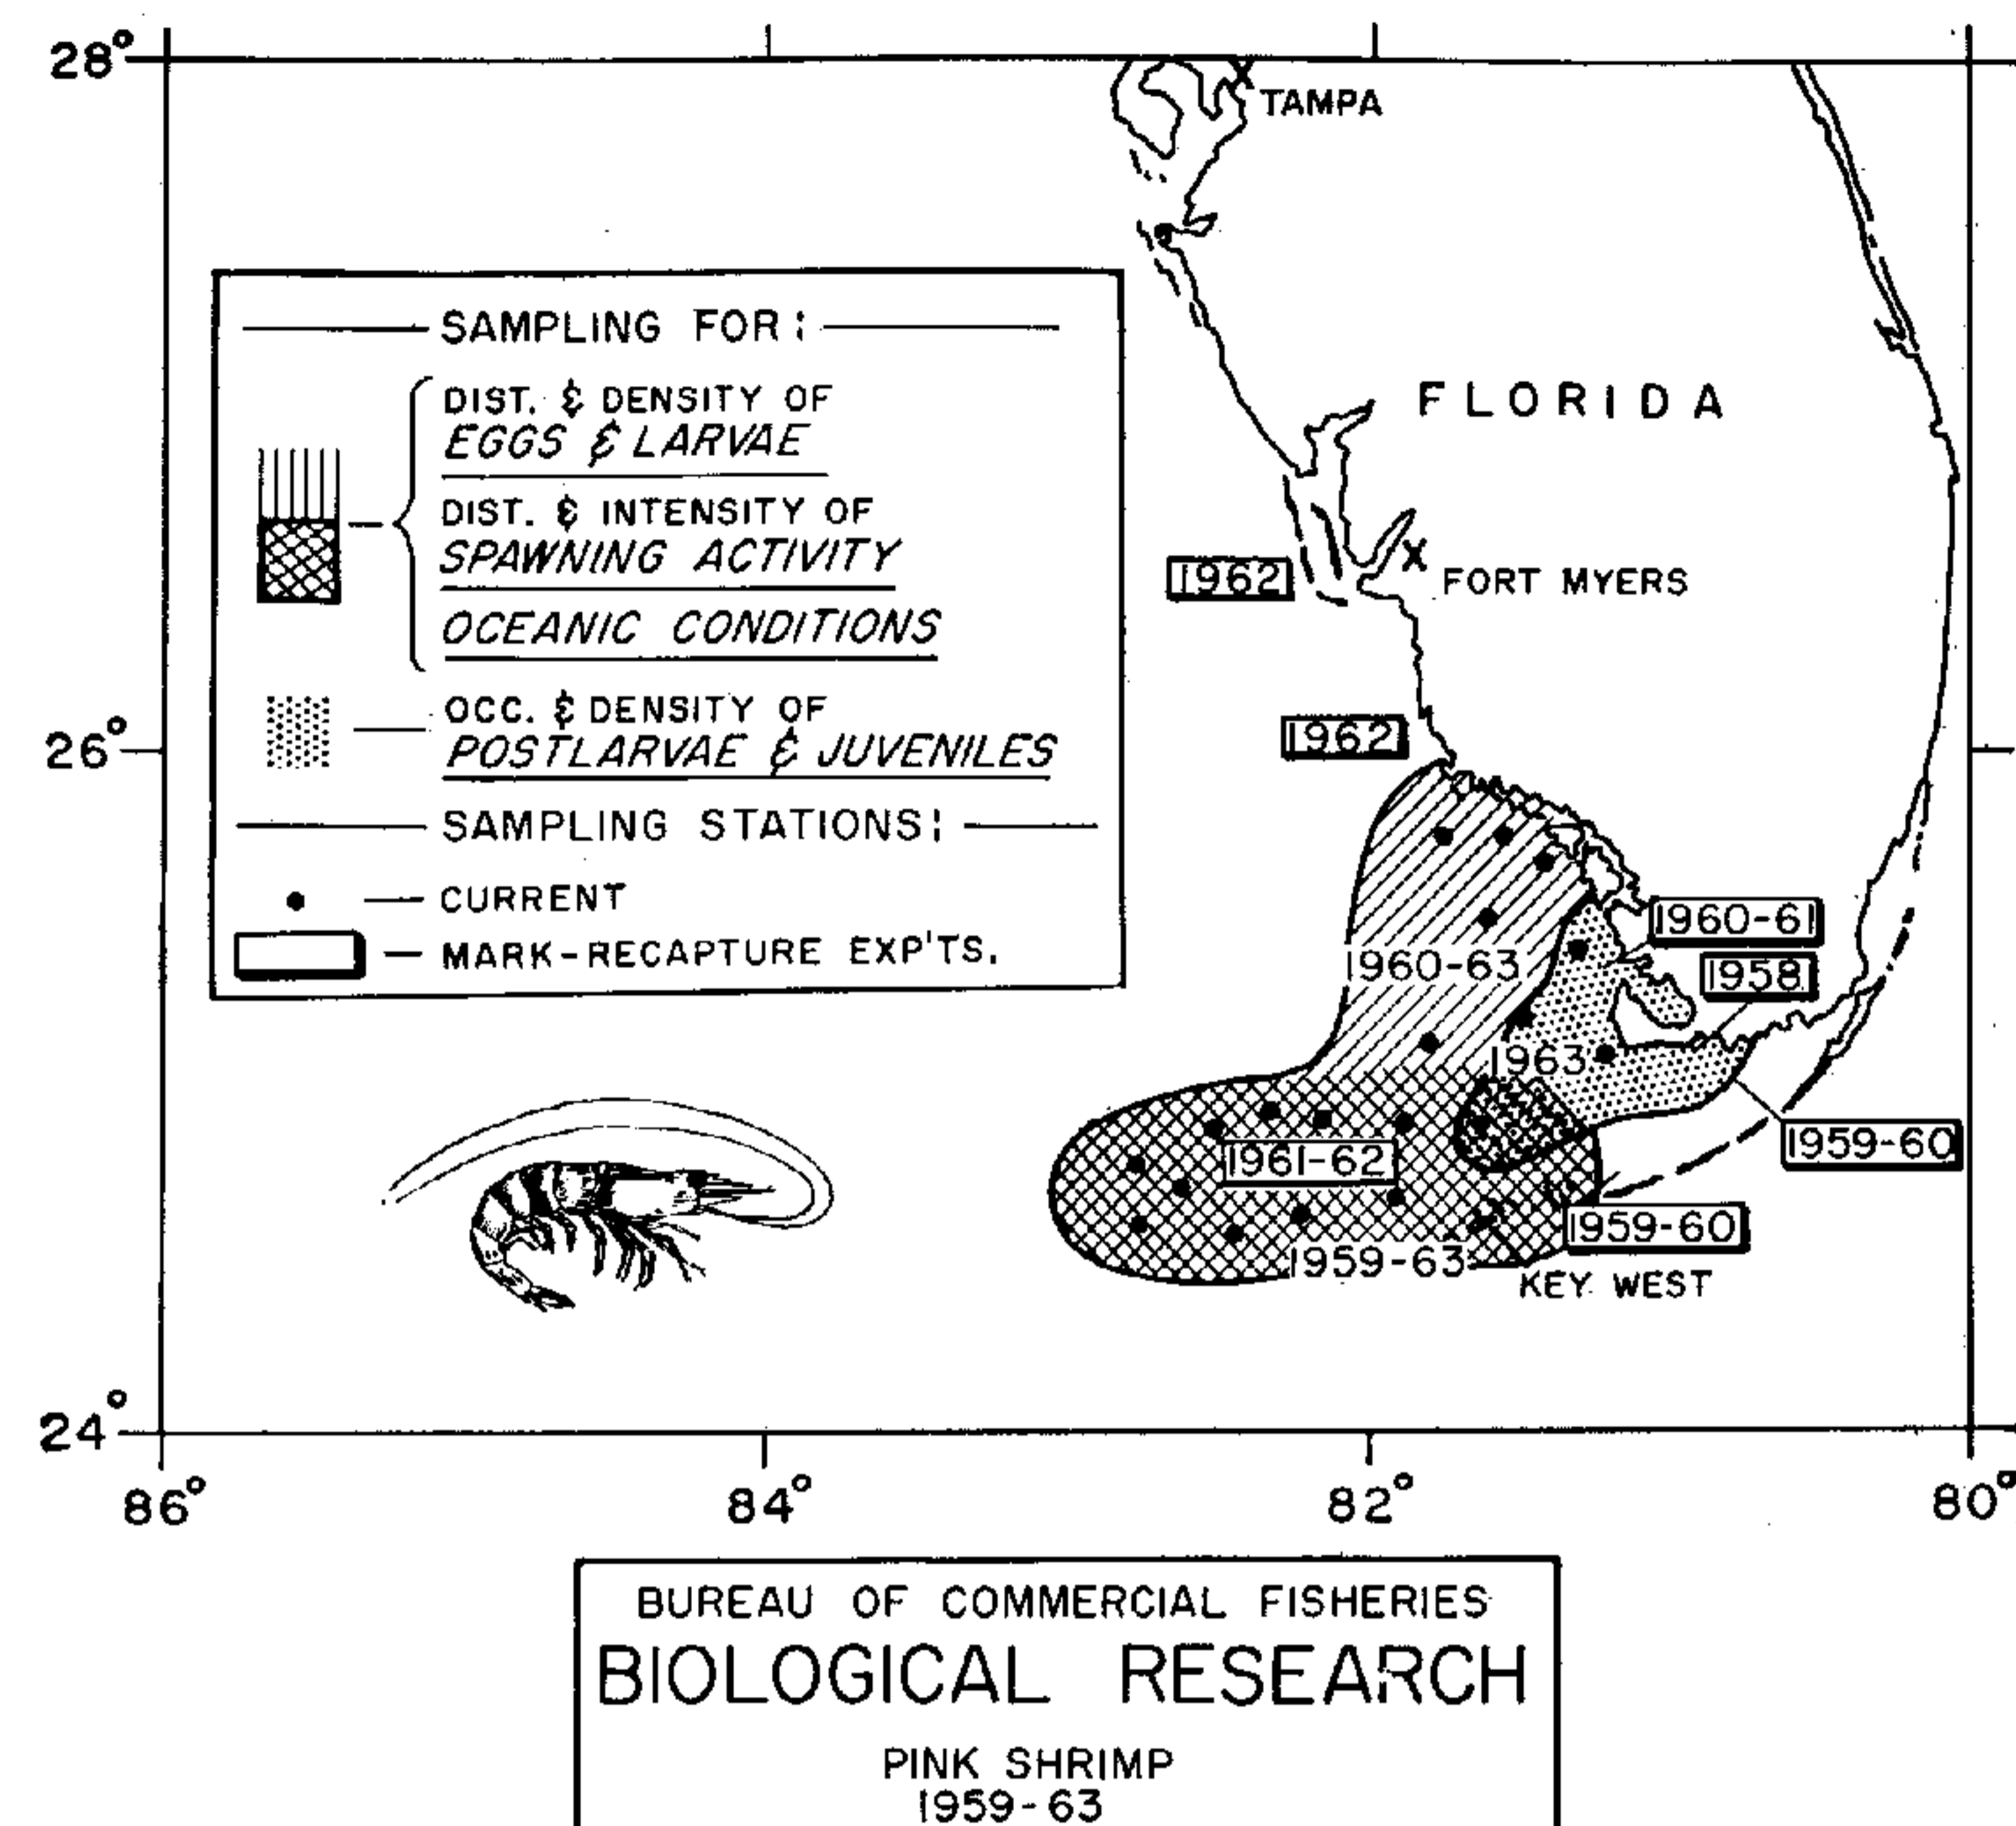 28°
TAMPA
SAMPLING FOR:
DIST. & DENSITY OF
EGGS & LARVAE
DIST. & INTENSITY OF
SPAWNING ACTIVITY
OCEANIC CONDITIONS
OCC. & DENSITY OF
POSTLARVAE & JUVENILES
SAMPLING STATIONS:
CURRENT
MARK-RECAPTURE EXP'TS.
FLORIDA
1962
X FORT MYERS
26°
1962
1960-61
1960-63
1958
1963
1959-60
1961-62
1959-60
1959-63
KEY WEST
24°
86° 84° 82° 80°
BUREAU OF COMMERCIAL FISHERIES
BIOLOGICAL RESEARCH
PINK SHRIMP
1959-63